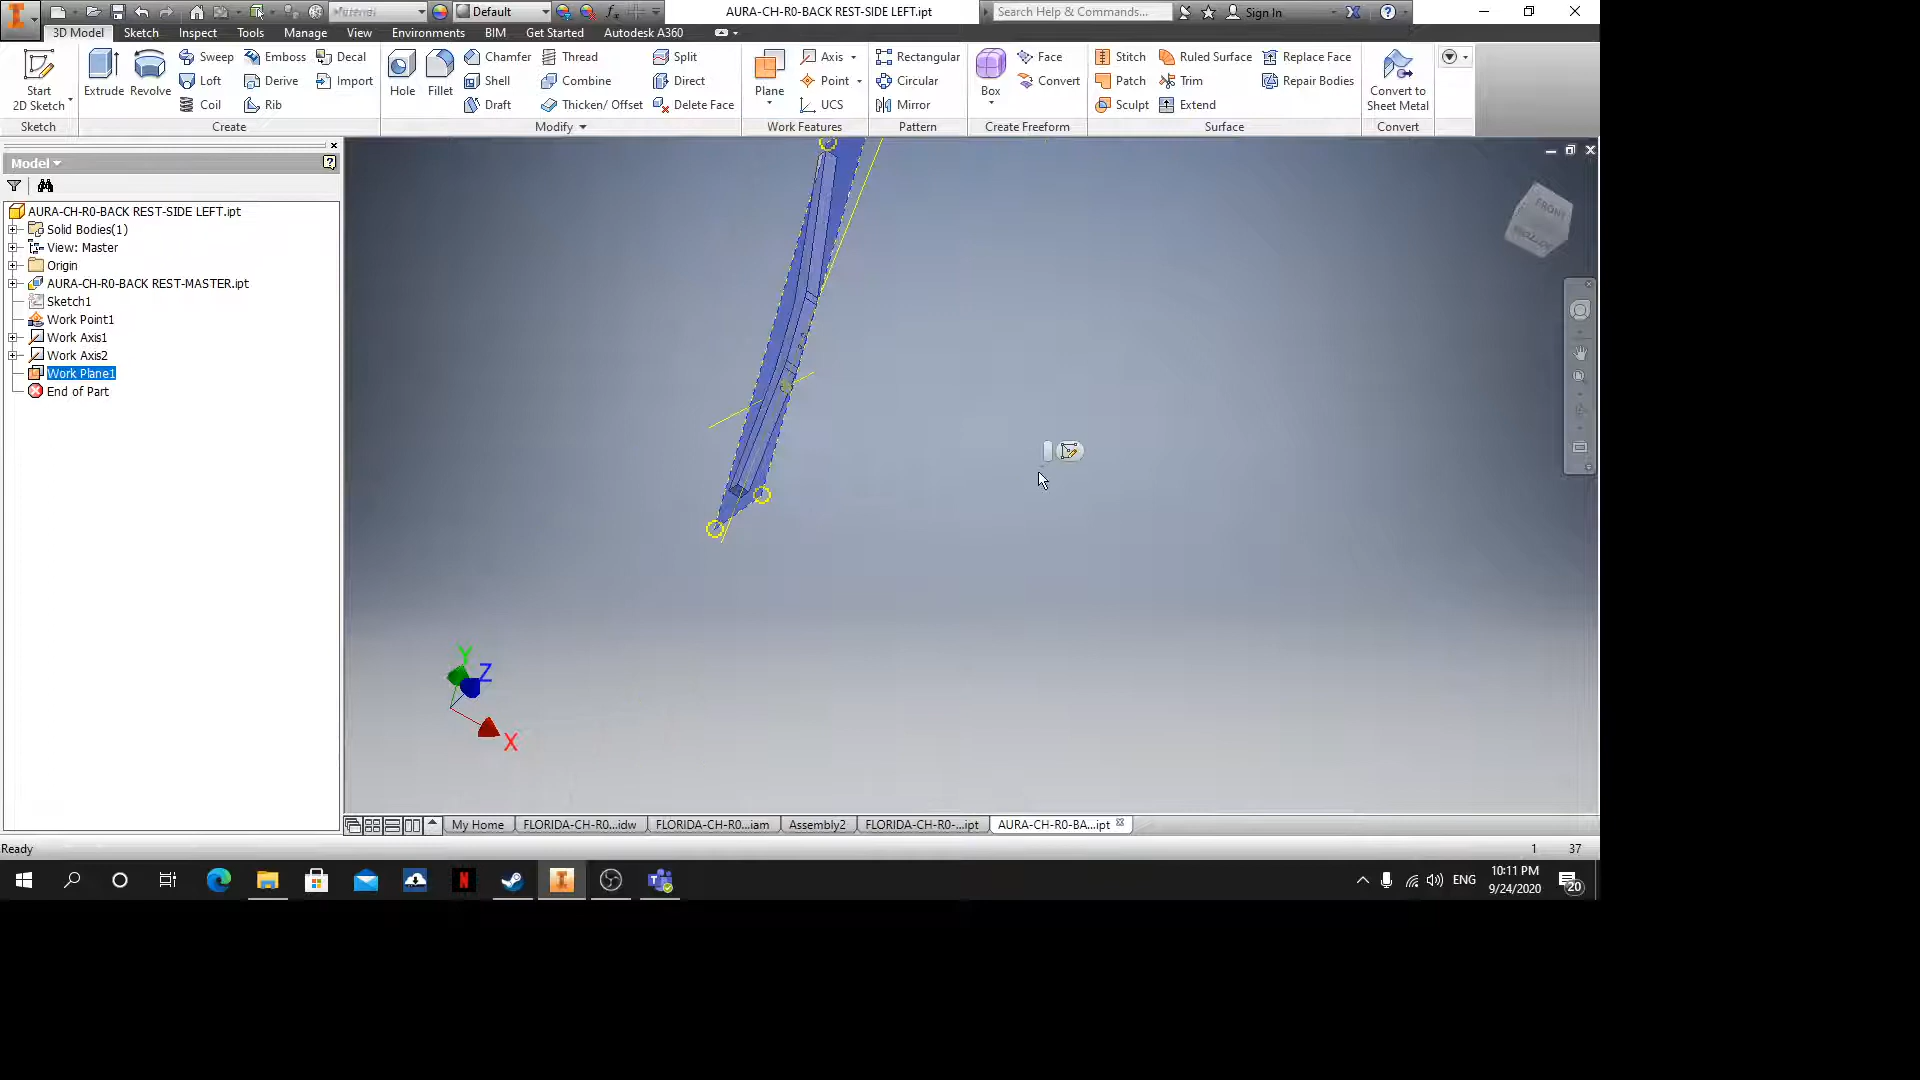 Material
Default
AURA-CH-R0-BACK REST-SIDE LEFT.ipt
Search Help & Commands...
Sign In
3D Model
Sketch
Inspect
Tools
Manage
View
Environments
BIM
Get Started
Autodesk A360
Start
2D Sketch
Extrude
Revolve
Sweep
Loft
Coil
Emboss
Derive
Rib
Decal
Import
Hole
Fillet
Chamfer
Shell
Draft
Thread
Combine
Thicken/ Offset
Split
Direct
Delete Face
Plane
Axis
Point
UCS
Rectangular
Circular
Mirror
Box
Face
Convert
Stitch
Patch
Sculpt
Ruled Surface
Trim
Extend
Replace Face
Repair Bodies
Convert to
Sheet Metal
Sketch
Create
Modify
Work Features
Pattern
Create Freeform
Surface
Convert
Model
AURA-CH-R0-BACK REST-SIDE LEFT.ipt
Solid Bodies(1)
View: Master
Origin
AURA-CH-R0-BACK REST-MASTER.ipt
Sketch1
Work Point1
Work Axis1
Work Axis2
Work Plane1
End of Part
FRONT
Y
Z
X
My Home
FLORIDA-CH-R0...idw
FLORIDA-CH-R0...iam
Assembly2
FLORIDA-CH-R0-...ipt
AURA-CH-R0-BA...ipt
Ready
1
37
ENG
10:11 PM
9/24/2020
20